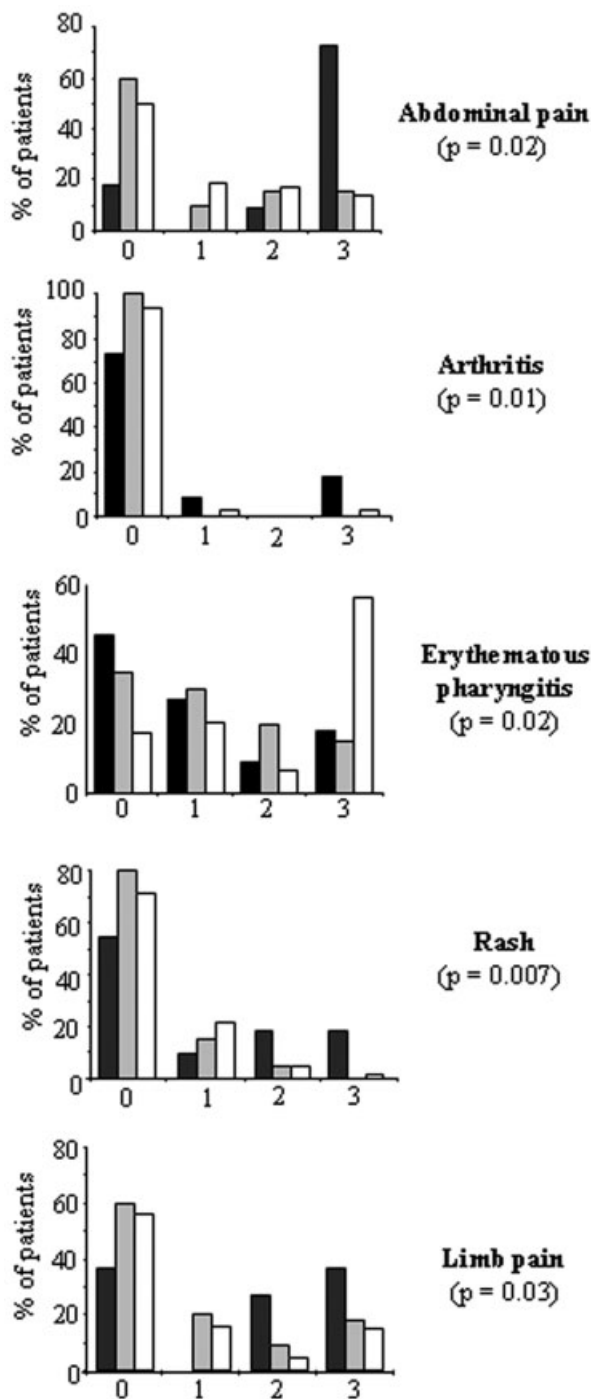 80
60
40
20
0
% of patients
0 1 2 3
Abdominal pain
(p = 0.02)
100
80
60
40
20
0
% of patients
0 1 2 3
Arthritis
(p = 0.01)
60
40
20
0
% of patients
0 1 2 3
Erythematous
pharyngitis
(p = 0.02)
80
60
40
20
0
% of patients
0 1 2 3
Rash
(p = 0.007)
80
60
40
20
0
% of patients
0 1 2 3
Limb pain
(p = 0.03)